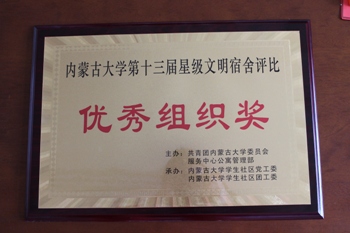 内蒙古大学第十三届星级文明宿舍评比
优秀组织奖
主办：共青团内蒙古大学委员会
服务中心公寓管理部
承办：内蒙古大学学生社区党工委
内蒙古大学学生社区团工委